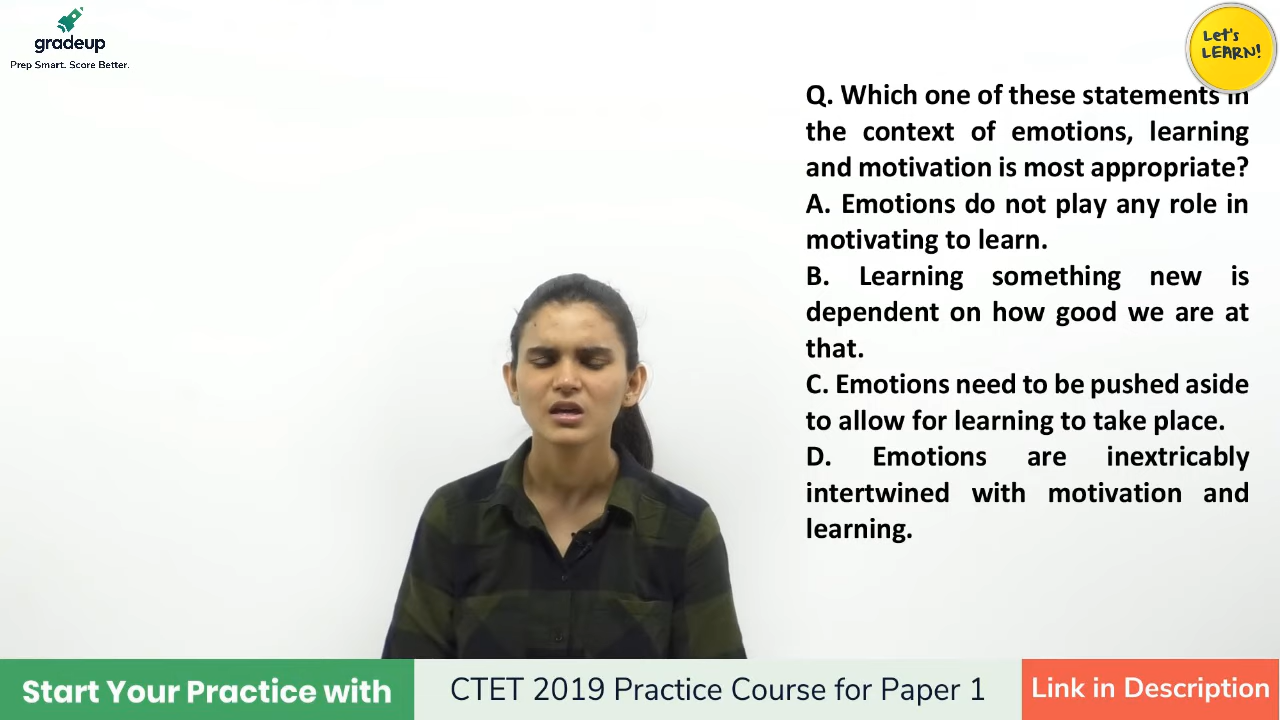 gradeup
Prep Smart. Score Better.
Let's
LEARN!
Q. Which one of these statements in
the context of emotions, learning
and motivation is most appropriate?
A. Emotions do not play any role in
motivating to learn.
B. Learning something new is
dependent on how good we are at
that.
C. Emotions need to be pushed aside
to allow for learning to take place.
D. Emotions are inextricably
intertwined with motivation and
learning.
Start Your Practice with
CTET 2019 Practice Course for Paper 1
Link in Description